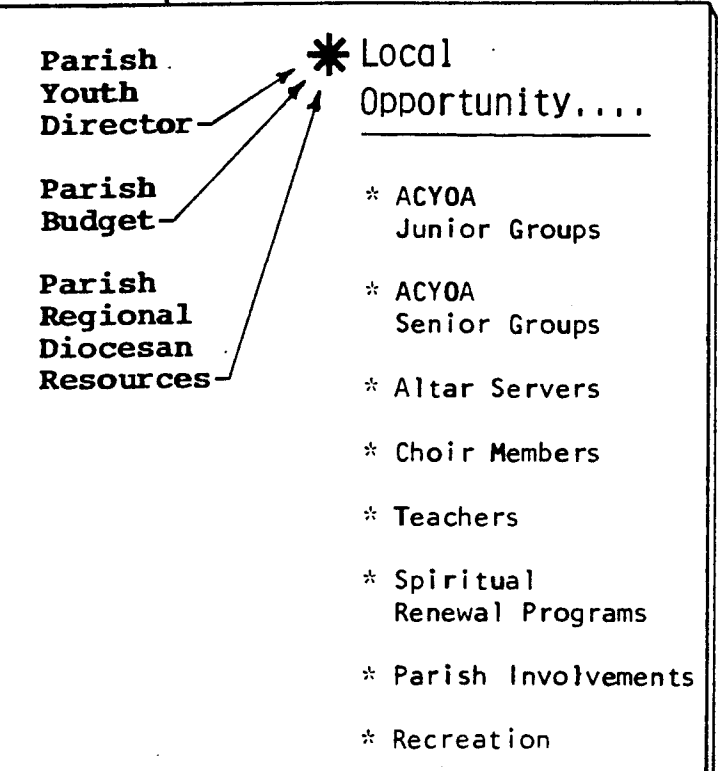 Parish
Youth
Director
Parish
Budget
Parish
Regional
Diocesan
Resources
* Local
Opportunity....
* ACYOA
Junior Groups
* ACYOA
Senior Groups
* Altar Servers
* Choir Members
* Teachers
* Spiritual
Renewal Programs
* Parish Involvements
* Recreation